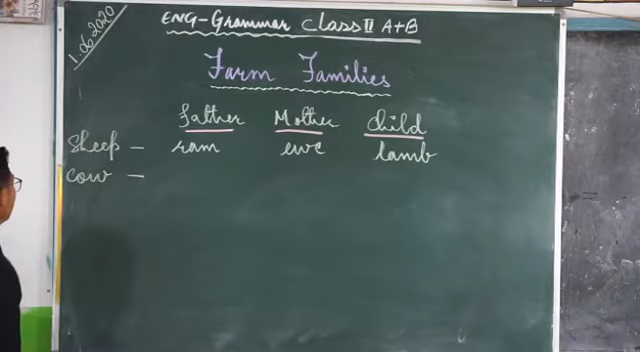 1.06.2020
ENG-Grammar Class II A+B
Farm Families
Father Mother Child
Sheep - ram ewe lamb
Cow -